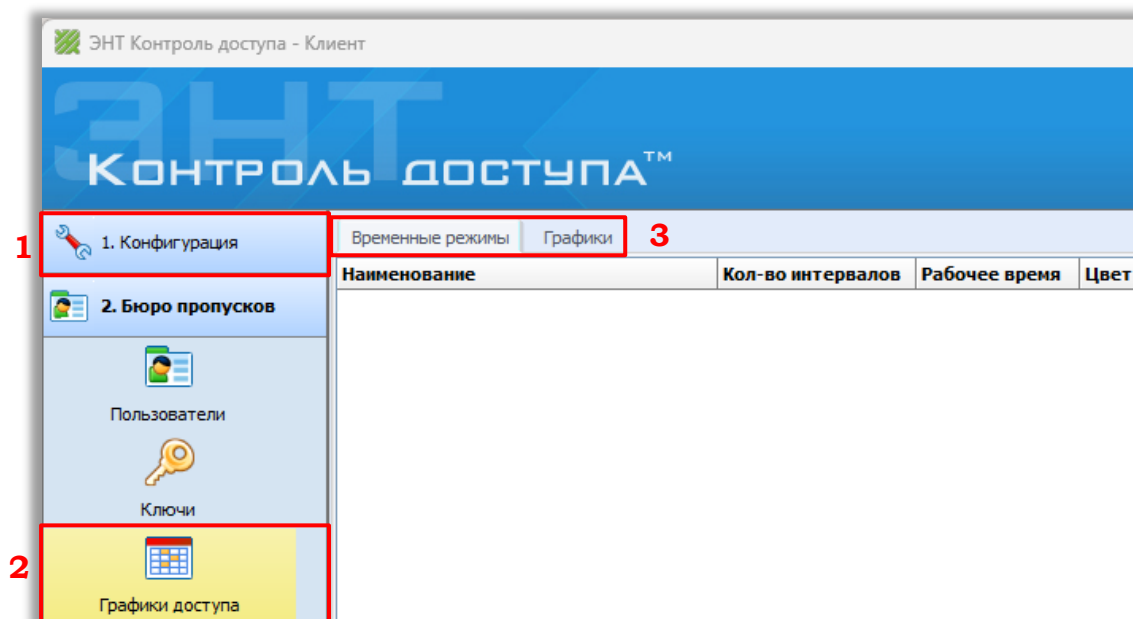 ЭНТ Контроль доступа - Клиент
ЭНТ
Контроль доступа™
1
1. Конфигурация
Временные режимы Графики
3
Наименование Кол-во интервалов Рабочее время Цвет
2. Бюро пропусков
Пользователи
Ключи
2
Графики доступа